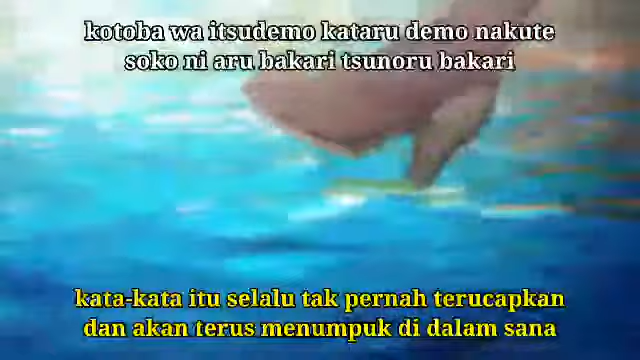 kotoba wa itsudemo kataru demo nakute
soko ni aru bakari tsunoru bakari
kata-kata itu selalu tak pernah terucapkan
dan akan terus menumpuk di dalam sana